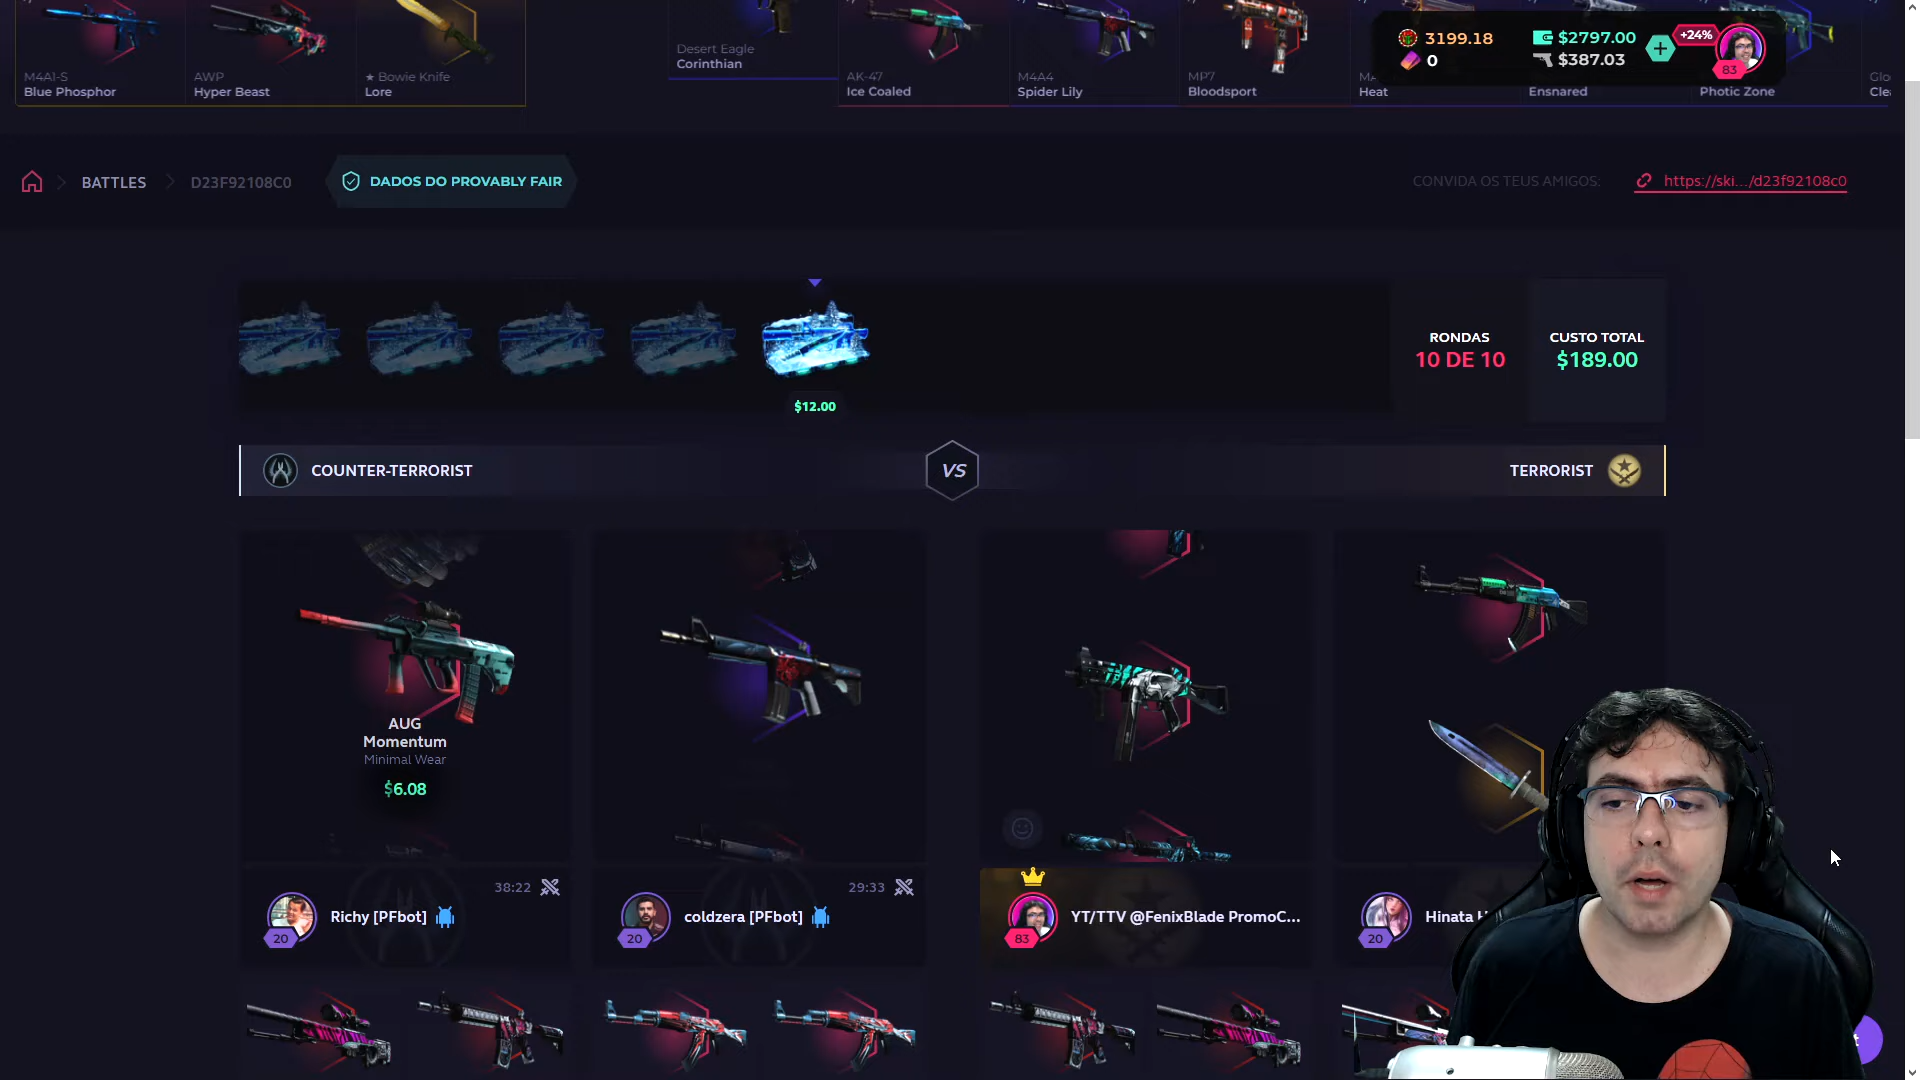 M4A1-S
Blue Phosphor
AWP
Hyper Beast
★ Bowie Knife
Lore
Desert Eagle
Corinthian
AK-47
Ice Coaled
M4A4
Spider Lily
MP7
Bloodsport
Heat
Ensnared
Photic Zone
3199.18
0
$2797.00
$387.03
+24%
83
BATTLES
D23F92108C0
DADOS DO PROVABLY FAIR
CONVIDA OS TEUS AMIGOS:
https://ski.../d23f92108c0
$12.00
RONDAS
10 DE 10
CUSTO TOTAL
$189.00
COUNTER-TERRORIST
VS
TERRORIST
AUG
Momentum
Minimal Wear
$6.08
38:22
Richy [PFbot]
20
29:33
coldzera [PFbot]
20
YT/TTV @FenixBlade PromoC...
83
Hinata
20